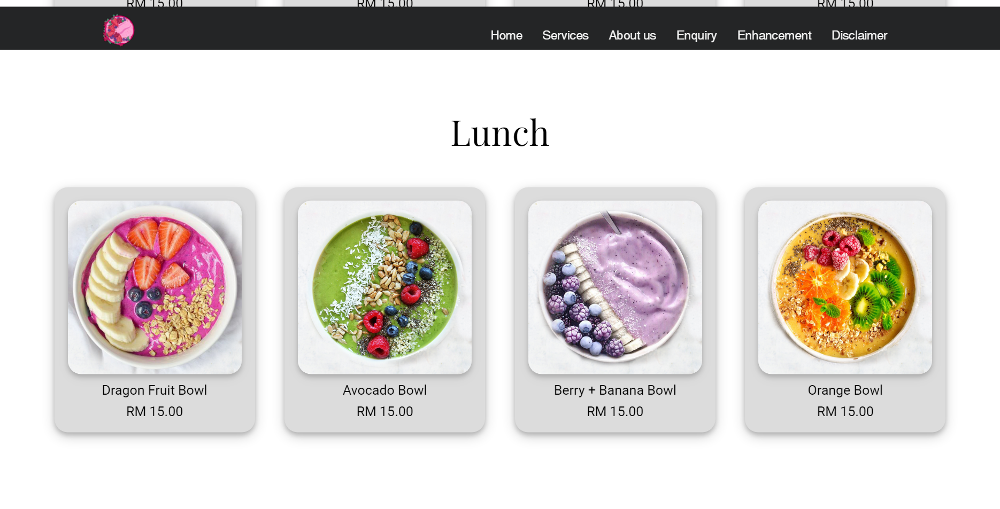 RM 15.00 RM 15.00 RM 15.00 RM 15.00
Home Services About us Enquiry Enhancement Disclaimer
Lunch
Dragon Fruit Bowl
RM 15.00
Avocado Bowl
RM 15.00
Berry + Banana Bowl
RM 15.00
Orange Bowl
RM 15.00